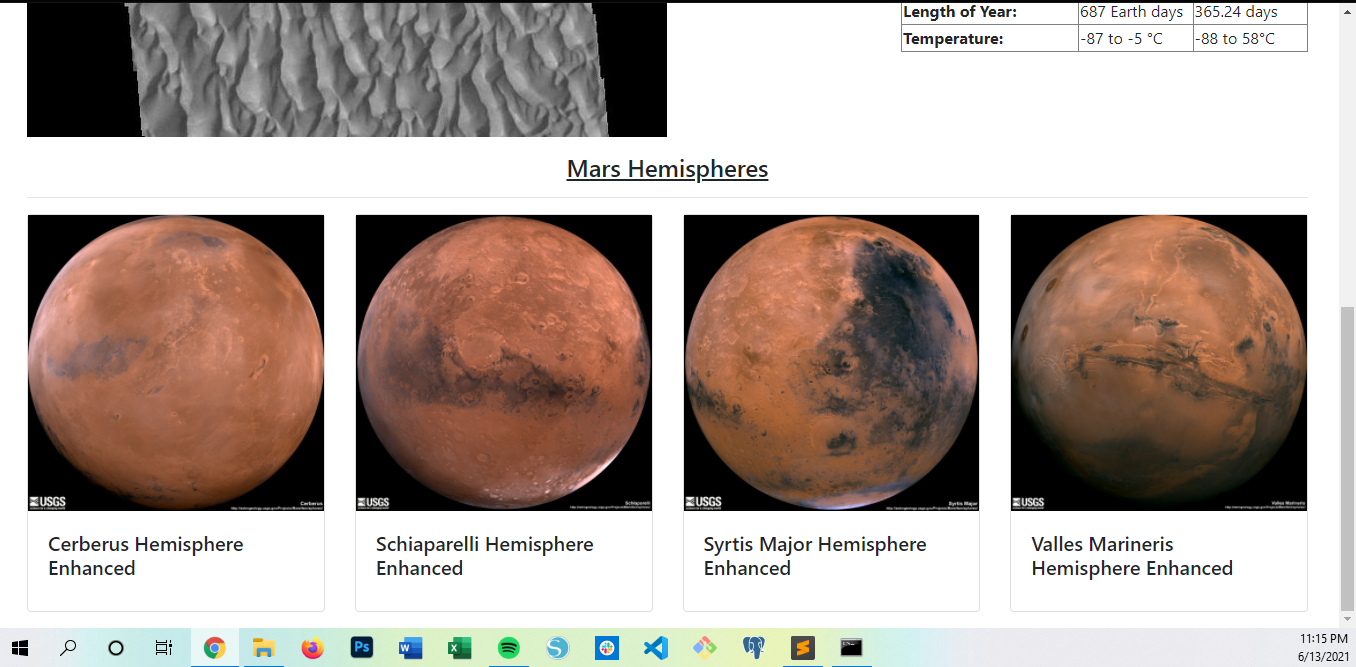 Length of Year: 687 Earth days 365.24 days
Temperature: -87 to -5 °C -88 to 58°C
Mars Hemispheres
USGS Cerberus
USGS Schiaparelli
USGS Syrtis Major
USGS Valles Marineris
Cerberus Hemisphere
Enhanced
Schiaparelli Hemisphere
Enhanced
Syrtis Major Hemisphere
Enhanced
Valles Marineris
Hemisphere Enhanced
Ps
W
X
S
11:15 PM
6/13/2021